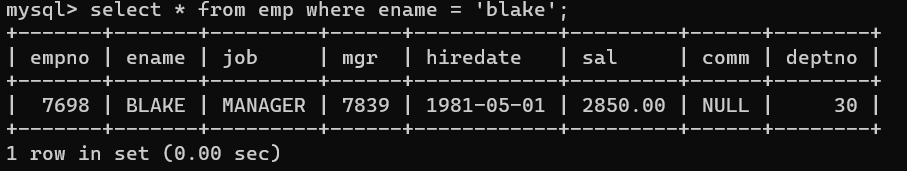 mysql> select * from emp where ename = 'blake';
+-------+-------+---------+------+------------+---------+------+--------+
| empno | ename | job     | mgr  | hiredate   | sal     | comm | deptno |
+-------+-------+---------+------+------------+---------+------+--------+
|  7698 | BLAKE | MANAGER | 7839 | 1981-05-01 | 2850.00 | NULL |     30 |
+-------+-------+---------+------+------------+---------+------+--------+
1 row in set (0.00 sec)